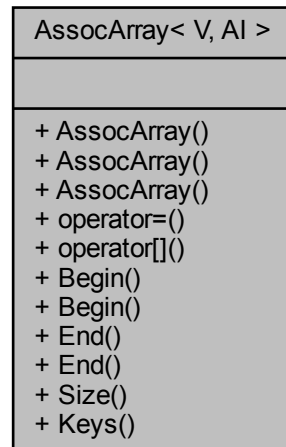 AssocArray< V, AI >
+ AssocArray()
+ AssocArray()
+ AssocArray()
+ operator=()
+ operator[]()
+ Begin()
+ Begin()
+ End()
+ End()
+ Size()
+ Keys()